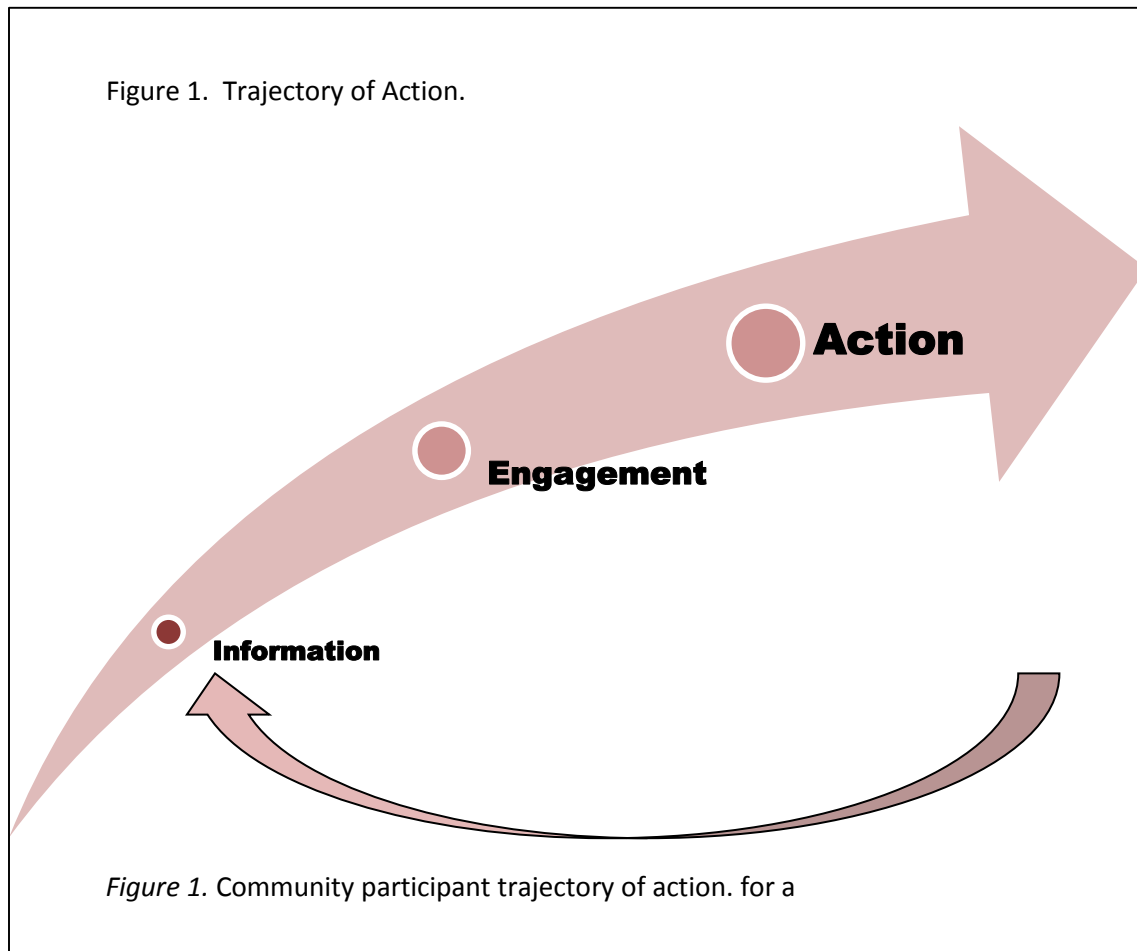 Figure 1. Trajectory of Action.
Action
Engagement
Information
Figure 1. Community participant trajectory of action. for a